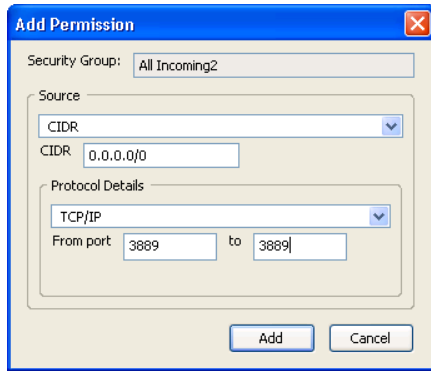 Add Permission
Security Group: All Incoming2
Source
CIDR
CIDR 0.0.0.0/0
Protocol Details
TCP/IP
From port 3889 to 3889
Add Cancel